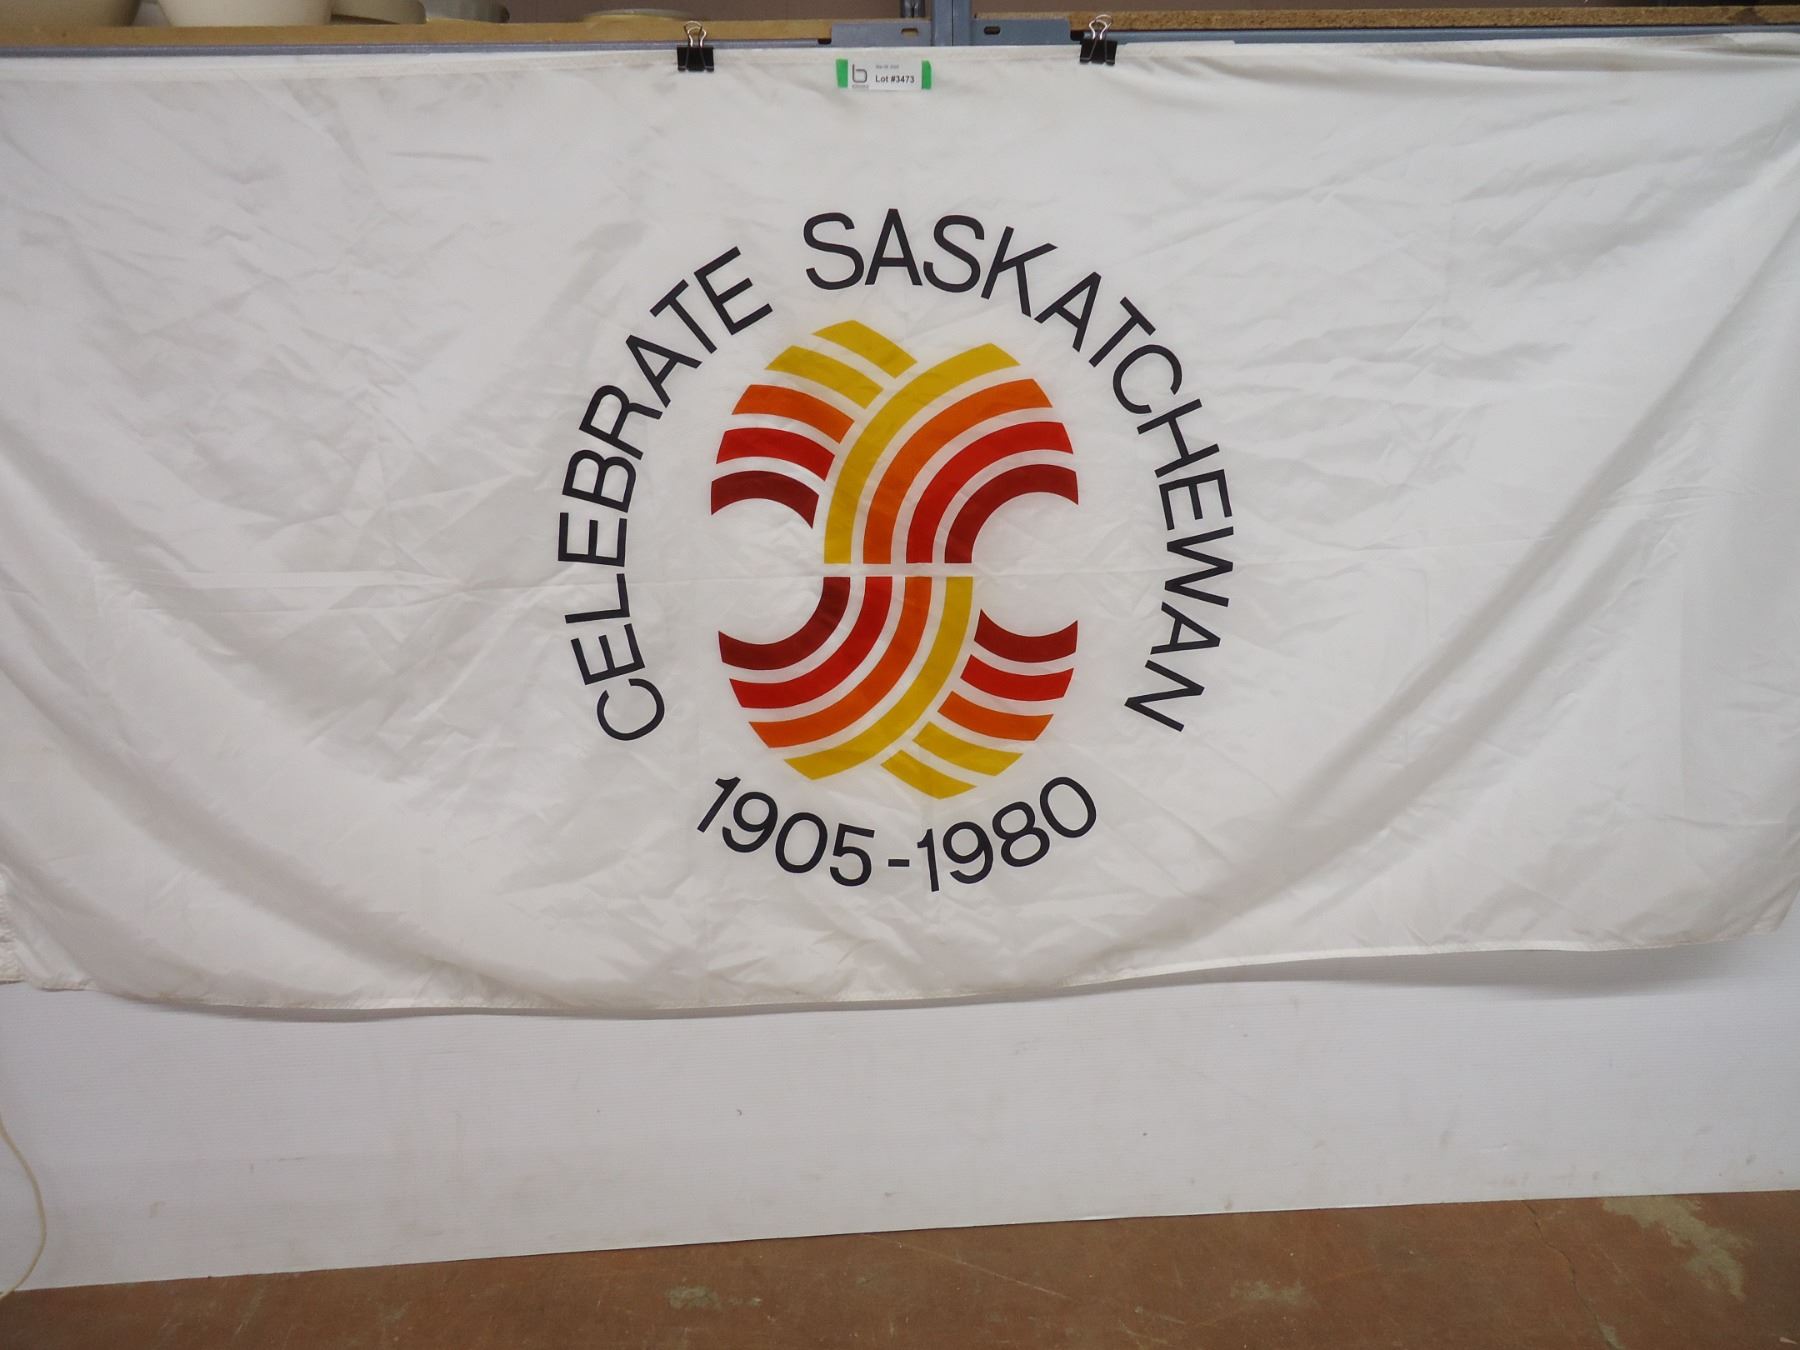 Lot #3473
CELEBRATE SASKATCHEWAN
1905-1980